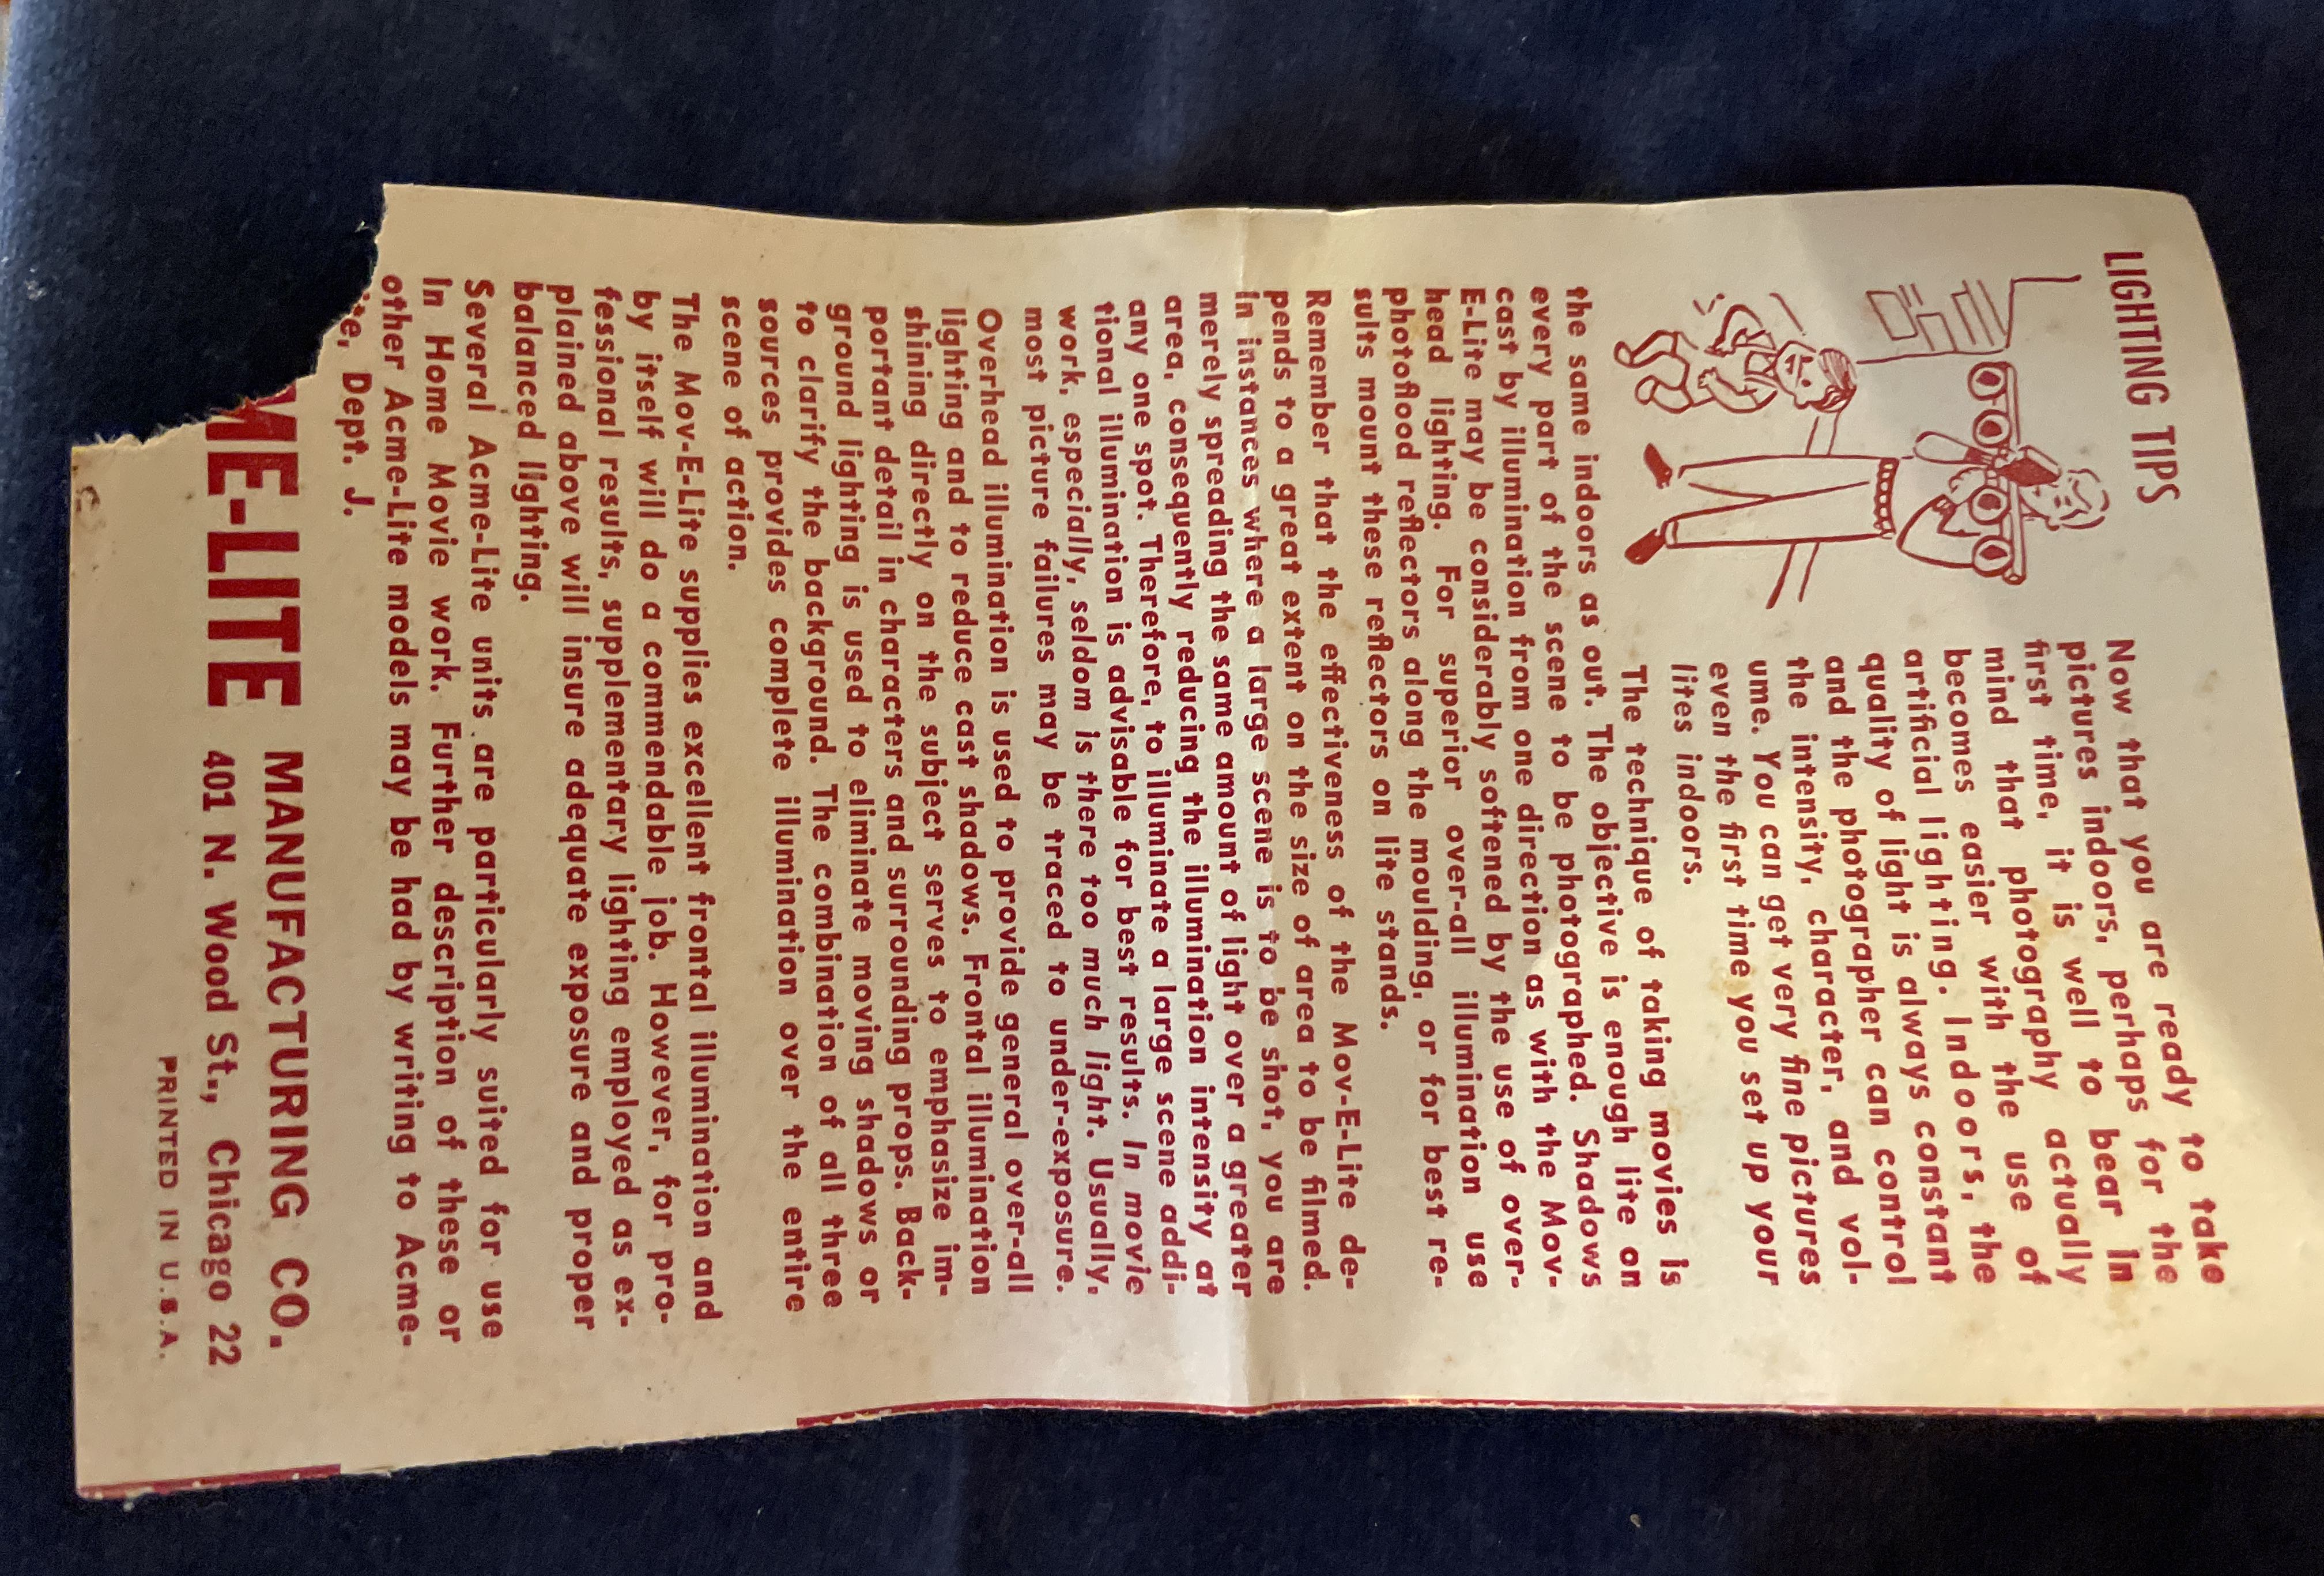 LIGHTING TIPS
Now that you are ready to take
pictures indoors, perhaps for the
first time, it is well to bear in
mind that photography actually
becomes easier with the use of
artificial lighting. Indoors, the
quality of light is always constant
and the photographer can control
the intensity, character, and vol-
ume. You can get very fine pictures
even the first time you set up your
lites indoors.
The technique of taking movies is
the same indoors as out. The objective is enough lite on
every part of the scene to be photographed. Shadows
cast by illumination from one direction as with the Mov-
E-Lite may be considerably softened by the use of over-
head lighting. For superior over-all illumination use
photoflood reflectors along the moulding, or for best re-
sults mount these reflectors on lite stands.
Remember that the effectiveness of the Mov-E-Lite de-
pends to a great extent on the size of area to be filmed.
In instances where a large scene is to be shot, you are
merely spreading the same amount of light over a greater
area, consequently reducing the illumination intensity at
any one spot. Therefore, to illuminate a large scene addi-
tional illumination is advisable for best results. In movie
work, especially, seldom is there too much light. Usually,
most picture failures may be traced to under-exposure.
Overhead illumination is used to provide general over-all
lighting and to reduce cast shadows. Frontal illumination
shining directly on the subject serves to emphasize im-
portant detail in characters and surrounding props. Back-
ground lighting is used to eliminate moving shadows or
to clarify the background. The combination of all three
sources provides complete illumination over the entire
scene of action.
The Mov-E-Lite supplies excellent frontal illumination and
by itself will do a commendable job. However, for pro-
fessional results, supplementary lighting employed as ex-
plained above will insure adequate exposure and proper
balanced lighting.
Several Acme-Lite units are particularly suited for use
In Home Movie work. Further description of these or
other Acme-Lite models may be had by writing to Acme-
ite, Dept. J.
ME-LITE MANUFACTURING CO.
401 N. Wood St., Chicago 22
PRINTED IN U.S.A.